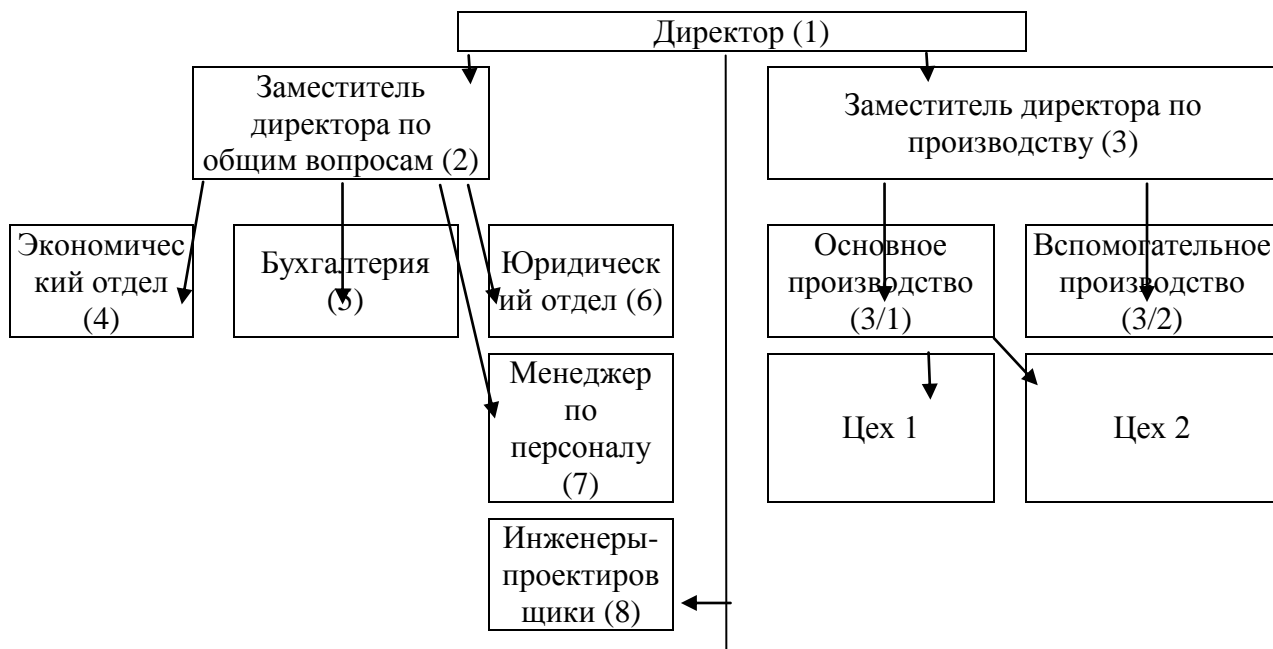 Директор (1)
Заместитель
директора по
общим вопросам (2)
Заместитель директора по
производству (3)
Экономичес
кий отдел
(4)
Бухгалтерия
(5)
Юридическ
ий отдел (6)
Основное
производство
(3/1)
Вспомогательное
производство
(3/2)
Менеджер
по
персоналу
(7)
Цех 1
Цех 2
Инженеры-
проектиров
щики (8)